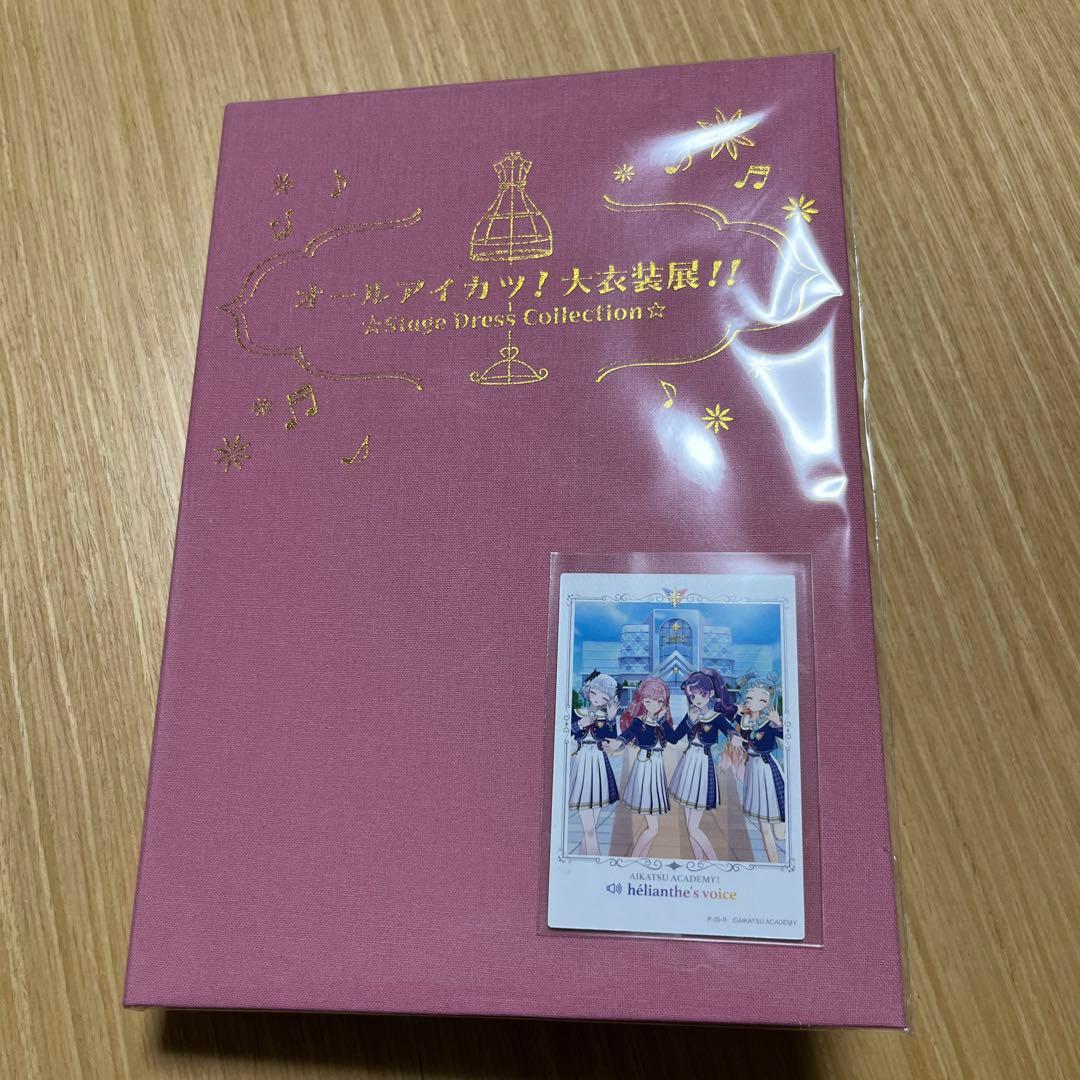 オールアイカツ！大衣装展！！
☆Stage Dress Collection☆
AIKATSU ACADEMY!
hélianthe's voice
P-20-R ©AIKATSU ACADEMY